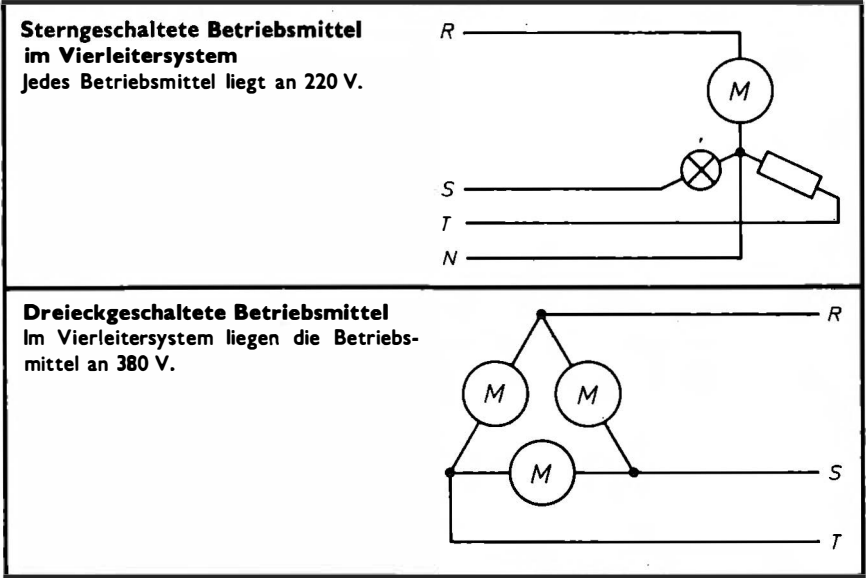 Sterngeschaltete Betriebsmittel
im Vierleitersystem
Jedes Betriebsmittel liegt an 220 V.
R
M
S
T
N
Dreieckgeschaltete Betriebsmittel
Im Vierleitersystem liegen die Betriebs-
mittel an 380 V.
R
M M
M S
T